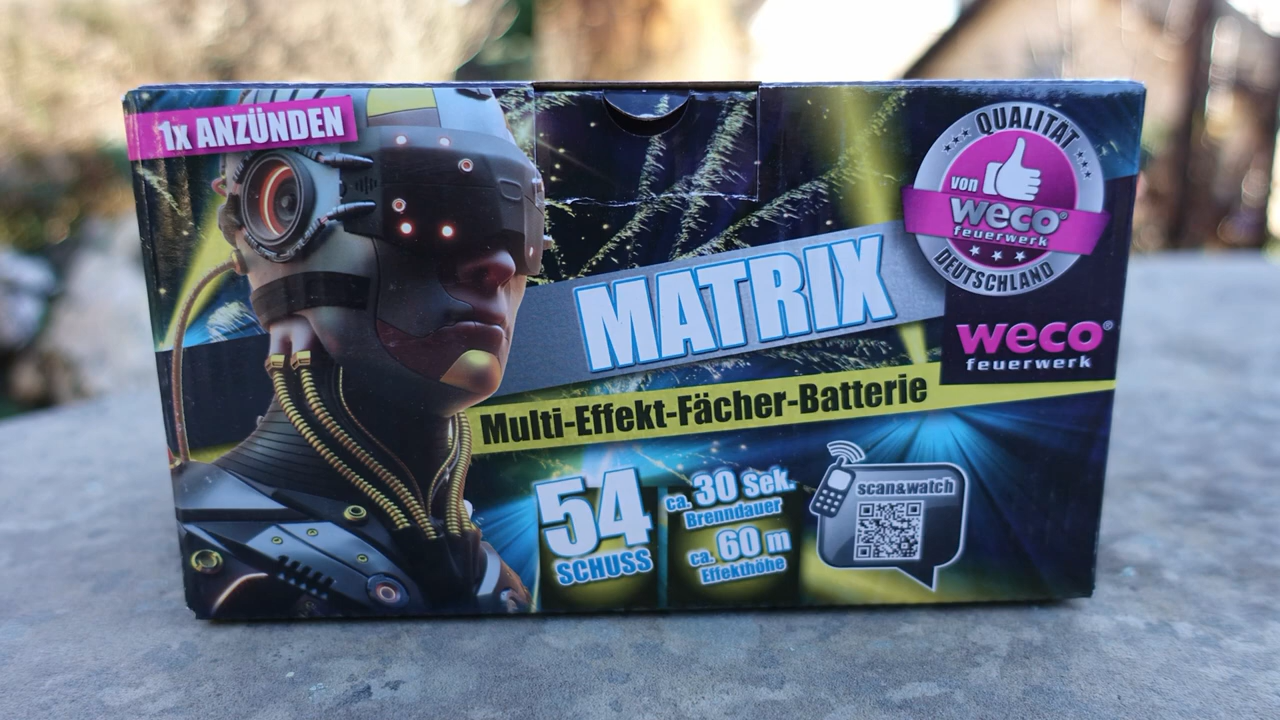 1x ANZÜNDEN
QUALITÄT
von
weco®
feuerwerk
DEUTSCHLAND
MATRIX
weco®
feuerwerk
Multi-Effekt-Fächer-Batterie
54
SCHUSS
ca. 30 Sek.
Brenndauer
ca. 60 m
Effekthöhe
scan&watch